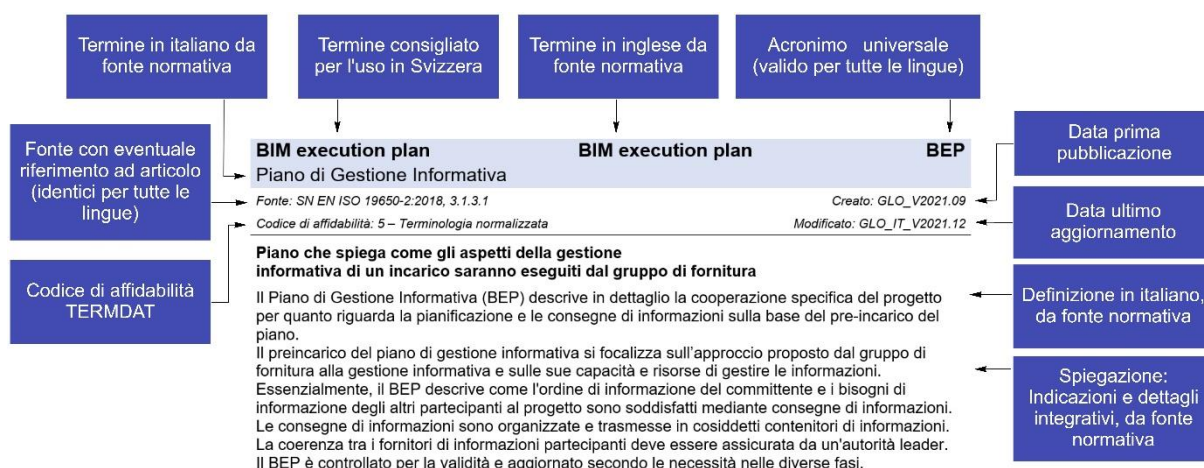 Termine in italiano da
fonte normativa
Termine consigliato
per l'uso in Svizzera
Termine in inglese da
fonte normativa
Acronimo universale
(valido per tutte le lingue)
Fonte con eventuale
riferimento ad articolo
(identici per tutte le
lingue)
Codice di affidabilità
TERMDAT
BIM execution plan BIM execution plan BEP
Piano di Gestione Informativa
Fonte: SN EN ISO 19650-2:2018, 3.1.3.1 Creato: GLO_V2021.09
Codice di affidabilità: 5 – Terminologia normalizzata Modificato: GLO_IT_V2021.12
Piano che spiega come gli aspetti della gestione
informativa di un incarico saranno eseguiti dal gruppo di fornitura
Il Piano di Gestione Informativa (BEP) descrive in dettaglio la cooperazione specifica del progetto
per quanto riguarda la pianificazione e le consegne di informazioni sulla base del pre-incarico del
piano.
Il preincarico del piano di gestione informativa si focalizza sull'approccio proposto dal gruppo di
fornitura alla gestione informativa e sulle sue capacità e risorse di gestire le informazioni.
Essenzialmente, il BEP descrive come l'ordine di informazione del committente e i bisogni di
informazione degli altri partecipanti al progetto sono soddisfatti mediante consegne di informazioni.
Le consegne di informazioni sono organizzate e trasmesse in cosiddetti contenitori di informazioni.
La coerenza tra i fornitori di informazioni partecipanti deve essere assicurata da un'autorità leader.
Il BEP è controllato per la validità e aggiornato secondo le necessità nelle diverse fasi.
Data prima
pubblicazione
Data ultimo
aggiornamento
Definizione in italiano,
da fonte normativa
Spiegazione:
Indicazioni e dettagli
integrativi, da fonte
normativa